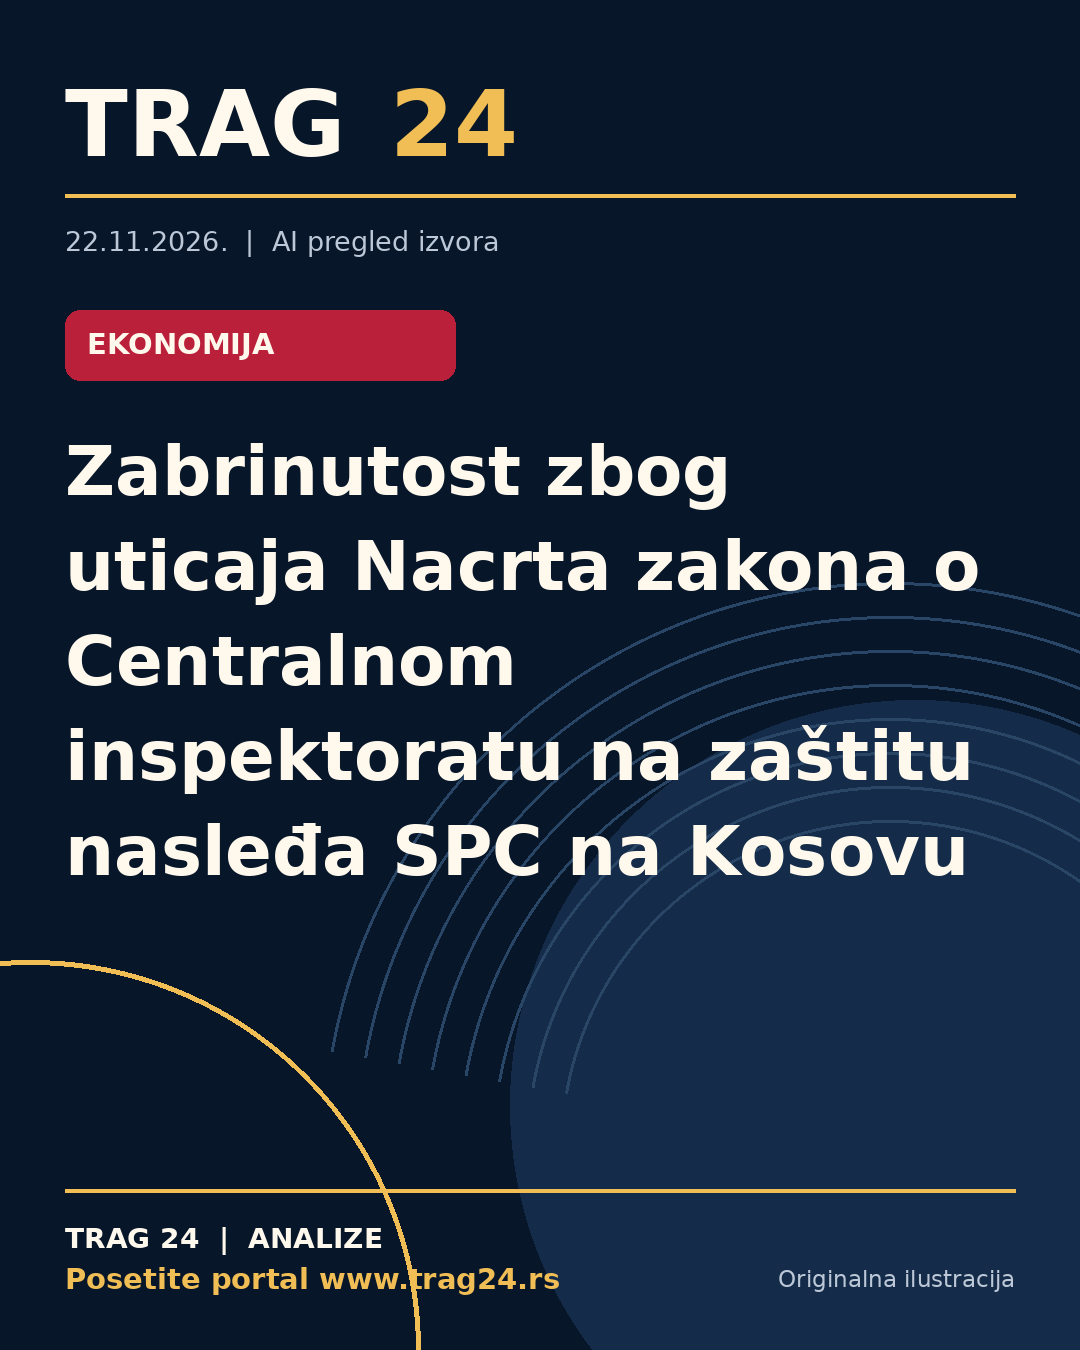 TRAG 24
22.11.2026. | AI pregled izvora
EKONOMIJA
Zabrinutost zbog
uticaja Nacrta zakona o
Centralnom
inspektoratu na zaštitu
nasleđa SPC na Kosovu
TRAG 24 | ANALIZE
Posetite portal www.trag24.rs
Originalna ilustracija